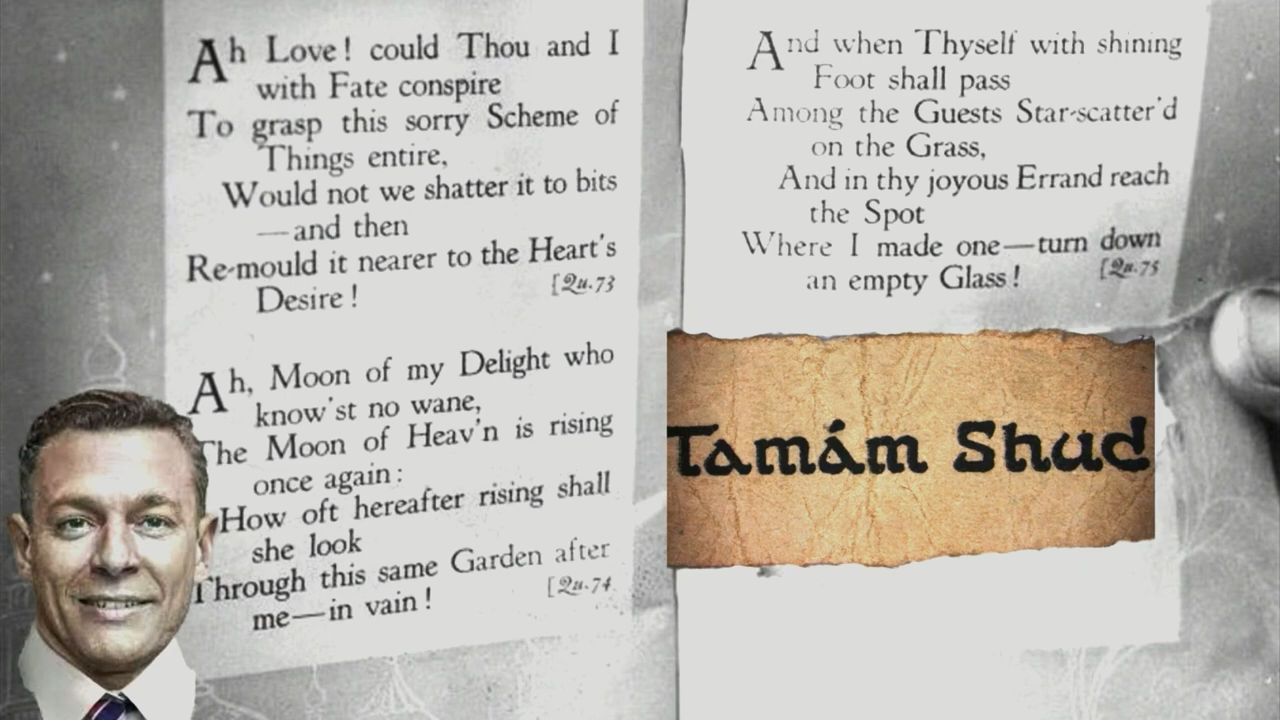 Ah Love! could Thou and I
with Fate conspire
To grasp this sorry Scheme of
Things entire,
Would not we shatter it to bits
—and then
Re-mould it nearer to the Heart's
Desire!
[Qu.73
Ah, Moon of my Delight who
know'st no wane,
The Moon of Heav'n is rising
once again:
How oft hereafter rising shall
she look
Through this same Garden after
me—in vain!
[Qu.74
And when Thyself with shining
Foot shall pass
Among the Guests Star-scatter'd
on the Grass,
And in thy joyous Errand reach
the Spot
Where I made one—turn down
an empty Glass!
[Qu.75
Tamám Shud